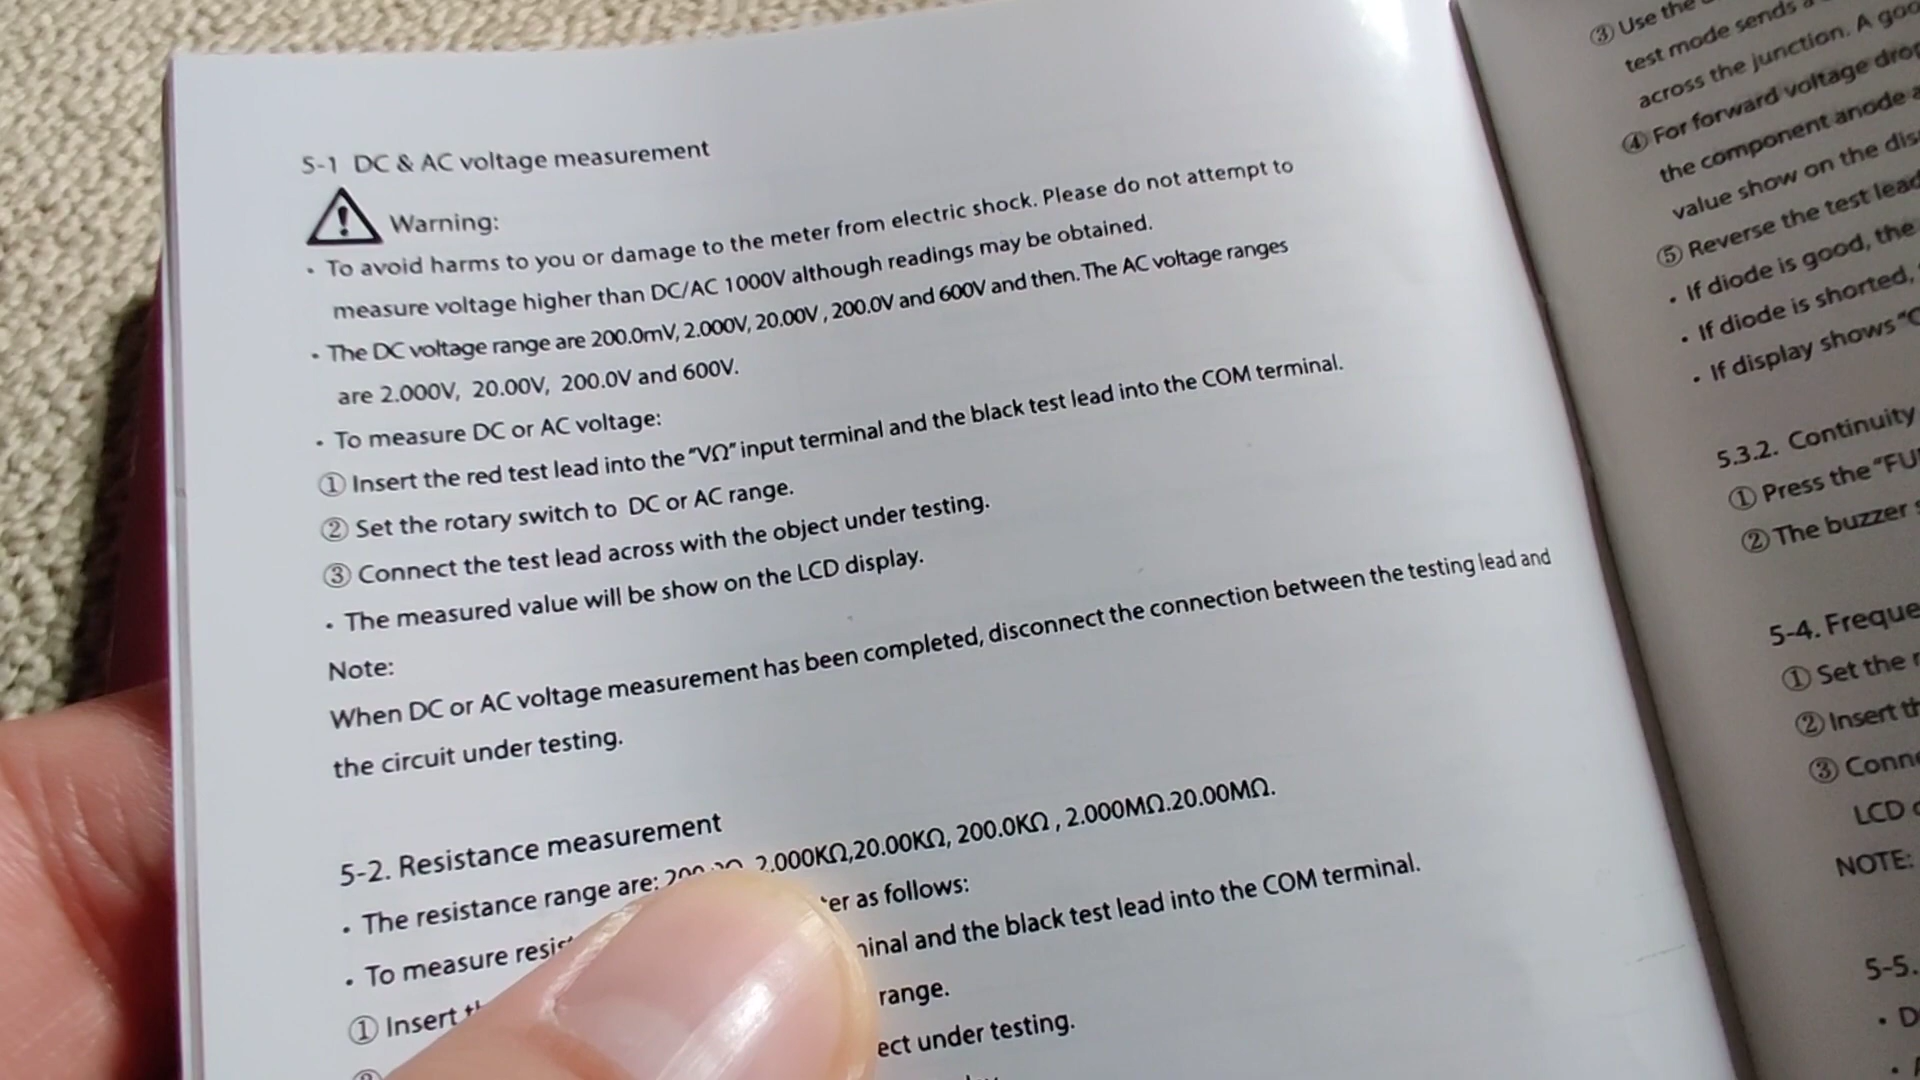 5-1 DC & AC voltage measurement
Warning:
• To avoid harms to you or damage to the meter from electric shock. Please do not attempt to
measure voltage higher than DC/AC 1000V although readings may be obtained.
• The DC voltage range are 200.0mV, 2.000V, 20.00V , 200.0V and 600V and then. The AC voltage ranges
are 2.000V, 20.00V, 200.0V and 600V.
• To measure DC or AC voltage:
① Insert the red test lead into the "VΩ" input terminal and the black test lead into the COM terminal.
② Set the rotary switch to DC or AC range.
③ Connect the test lead across with the object under testing.
• The measured value will be show on the LCD display.
Note:
When DC or AC voltage measurement has been completed, disconnect the connection between the testing lead and
the circuit under testing.
5-2. Resistance measurement
• The resistance range are: 2.000KΩ,20.00KΩ, 200.0KΩ , 2.000MΩ.20.00MΩ.
• To measure as follows:
① Insert and the black test lead into the COM terminal.
range.
under testing.
③ Use the
test mode sends
across the junction. A
④ For forward voltage
the component anode
value show on the
⑤ Reverse the test
• If diode is good, the
• If diode is shorted,
• If display shows
5.3.2. Continuity
① Press the
② The buzzer
5-4.
① Set the
② Insert
③
LCD
NOTE:
5-5.
•